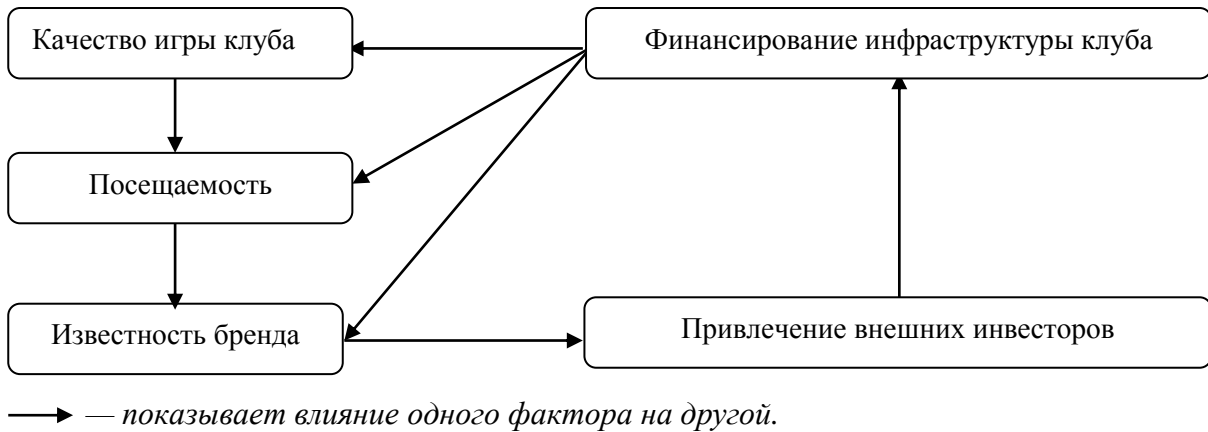 Качество игры клуба
Финансирование инфраструктуры клуба
Посещаемость
Известность бренда
Привлечение внешних инвесторов
— показывает влияние одного фактора на другой.